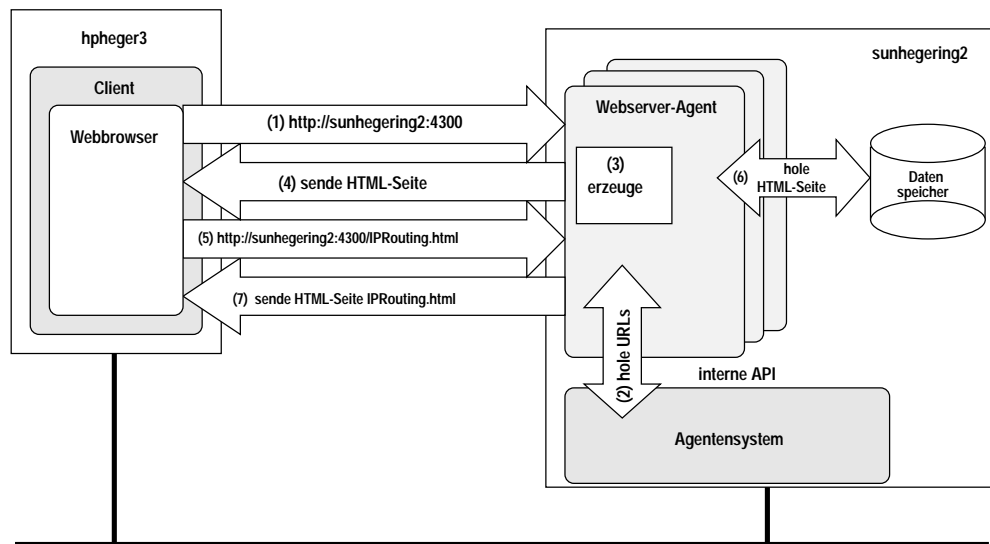 hpheger3
Client
Webbrowser
sunhegering2
Webserver-Agent
(1) http://sunhegering2:4300
(3)
erzeuge
(4) sende HTML-Seite
(6) hole
HTML-Seite
Daten
speicher
(5) http://sunhegering2:4300/IPRouting.html
(7) sende HTML-Seite IPRouting.html
(2) hole URLs
interne API
Agentensystem